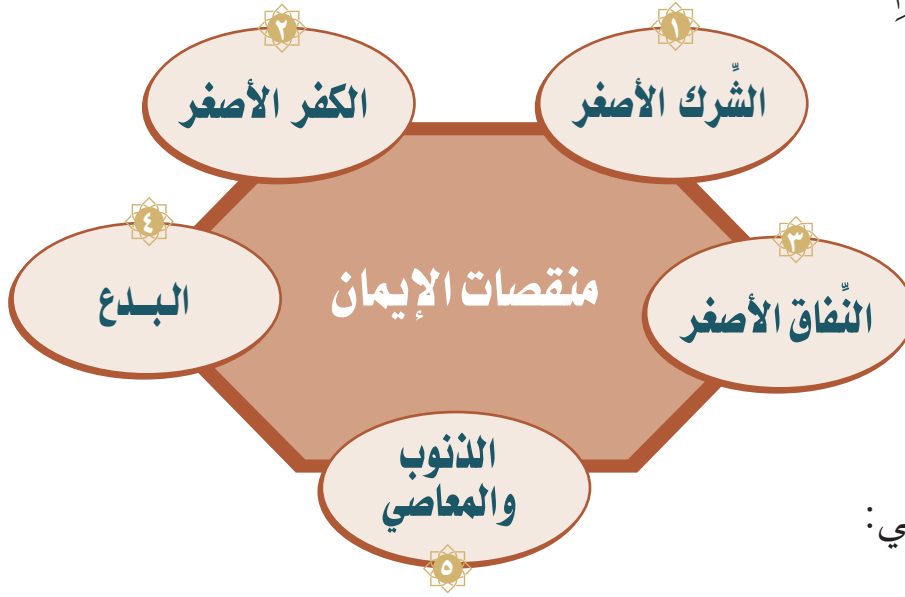 ١
الشِّرك الأصغر
٢
الكفر الأصغر
منقصات الإيمان
٣
النِّفاق الأصغر
٤
البـدع
٥
الذنوب
والمعاصي
ي: